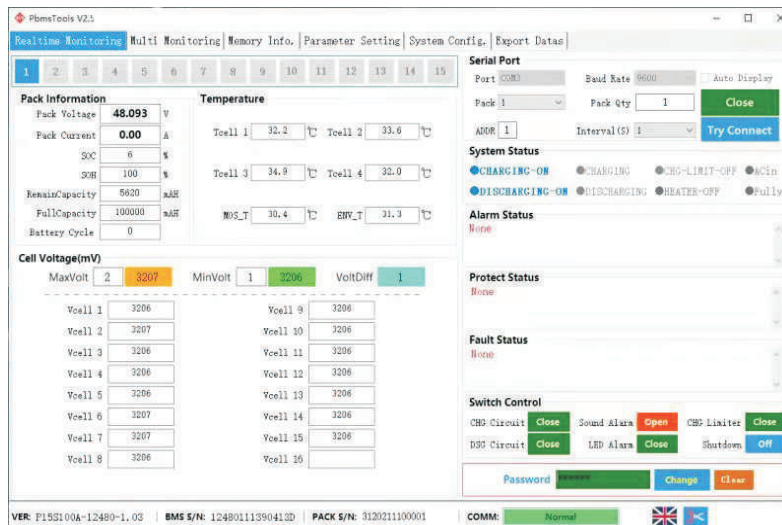 PbmsTools V2.5
Realtime Monitoring Multi Monitoring Memory Info. Parameter Setting System Config. Export Datas
1 2 3 4 5 6 7 8 9 10 11 12 13 14 15
Pack Information
Pack Voltage 48.093 V
Pack Current 0.00 A
SOC 6 %
SOH 100 %
RemainCapacity 5620 mAH
FullCapacity 100000 mAH
Battery Cycle 0
Temperature
Tcell 1 32.2 ℃ Tcell 2 33.6 ℃
Tcell 3 34.9 ℃ Tcell 4 32.0 ℃
MOS_T 30.4 ℃ ENV_T 31.3 ℃
Cell Voltage(mV)
MaxVolt 2 3207 MinVolt 1 3206 VoltDiff 1
Vcell 1 3206 Vcell 9 3206
Vcell 2 3207 Vcell 10 3206
Vcell 3 3206 Vcell 11 3206
Vcell 4 3206 Vcell 12 3206
Vcell 5 3206 Vcell 13 3206
Vcell 6 3207 Vcell 14 3206
Vcell 7 3207 Vcell 15 3206
Vcell 8 3206 Vcell 16
Serial Port
Port COM3 Baud Rate 9600 Auto Display
Pack 1 Pack Qty 1 Close
ADDR 1 Interval(S) 1 Try Connect
System Status
CHARGING-ON CHARGING CHG-LIMIT-OFF ACin
DISCHARGING-ON DISCHARGING HEATER-OFF Fully
Alarm Status
None
Protect Status
None
Fault Status
None
Switch Control
CHG Circuit Close Sound Alarm Open CHG Limiter Close
DSG Circuit Close LED Alarm Close Shutdown Off
Password ****** Change Clear
VER: P15S100A-12480-1.03 BMS S/N: 12480111390413D PACK S/N: 3120211100001 COMM: Normal